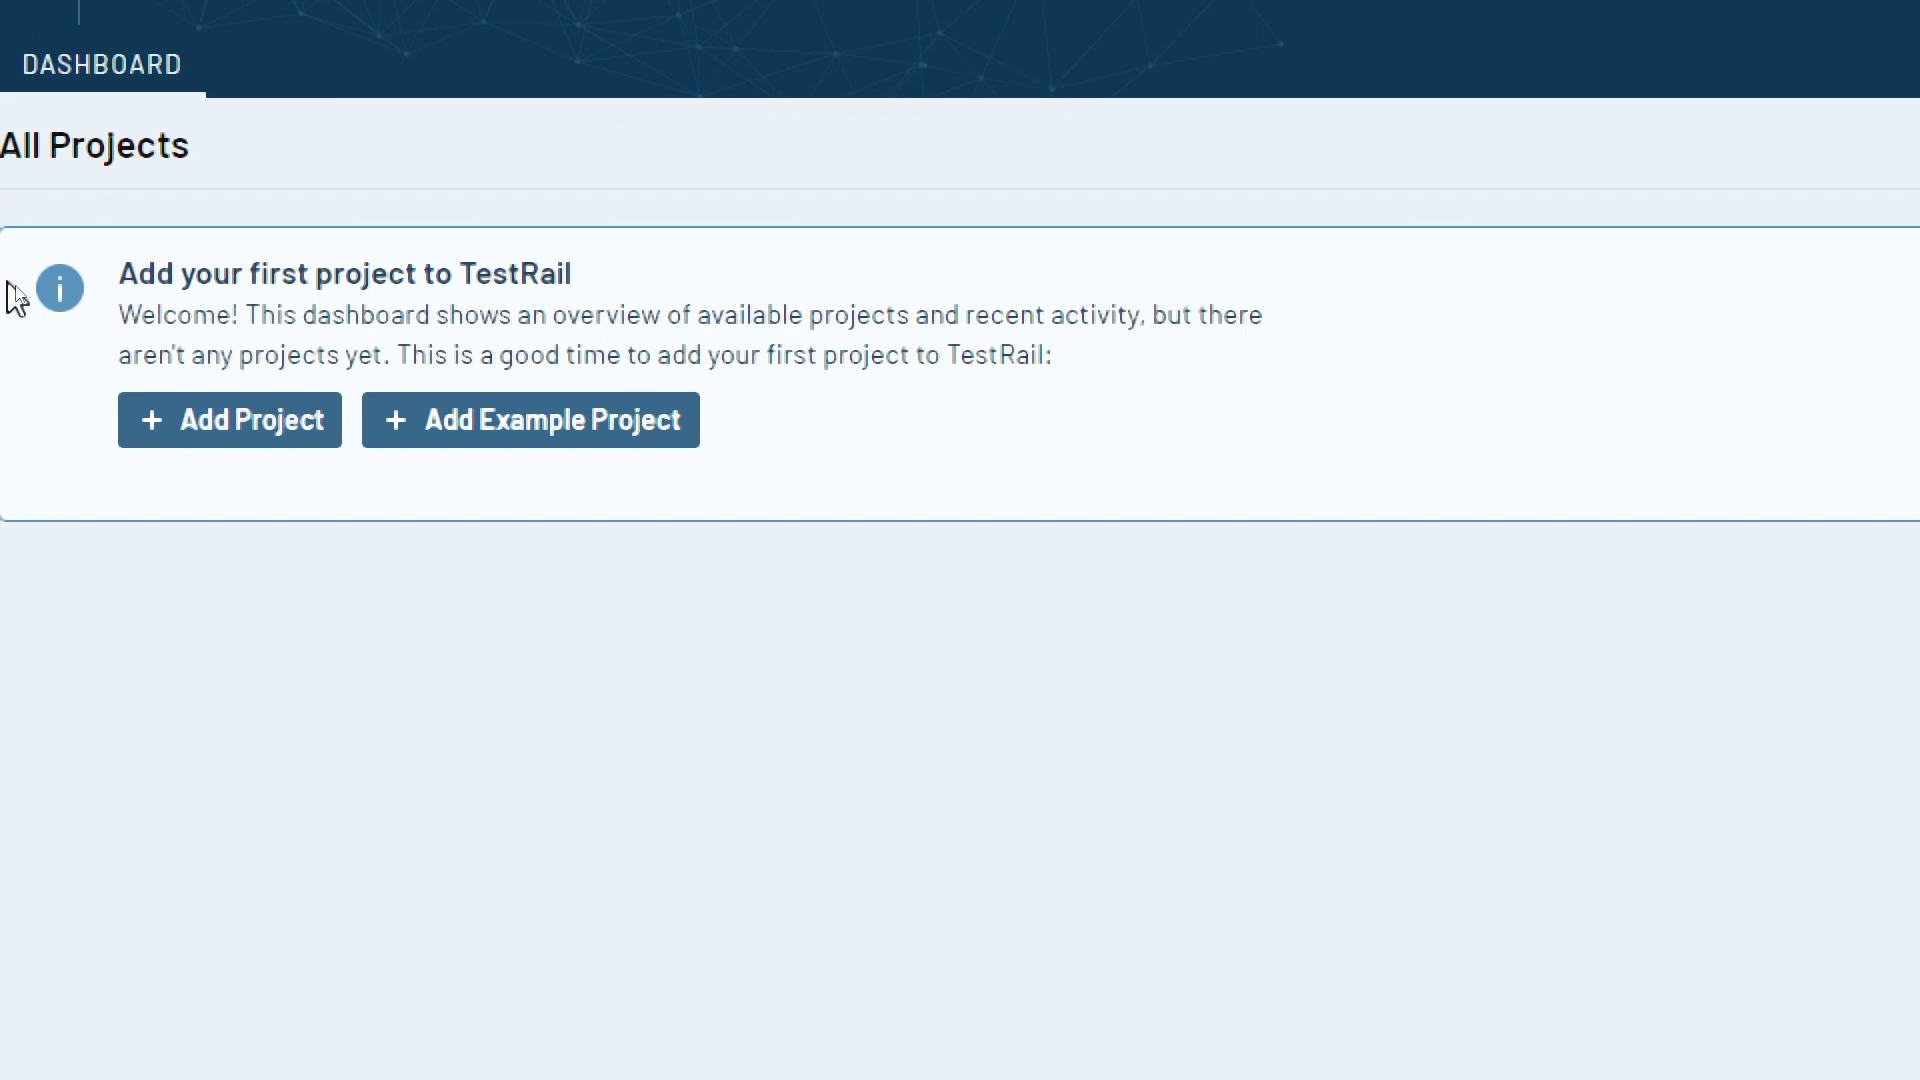 DASHBOARD
All Projects
Add your first project to TestRail
Welcome! This dashboard shows an overview of available projects and recent activity, but there
aren't any projects yet. This is a good time to add your first project to TestRail:
+ Add Project + Add Example Project